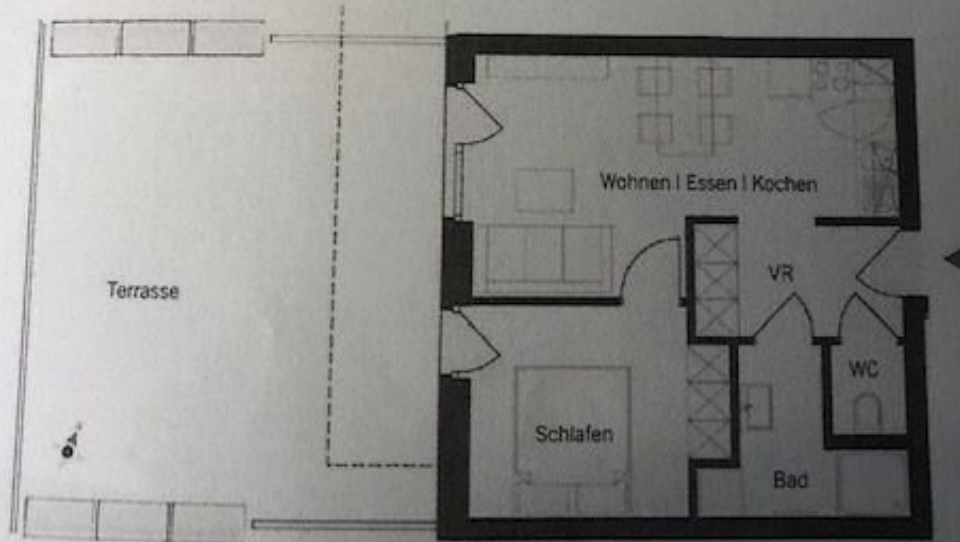 Wohnen | Essen | Kochen
Terrasse
VR
WC
Schlafen
Bad